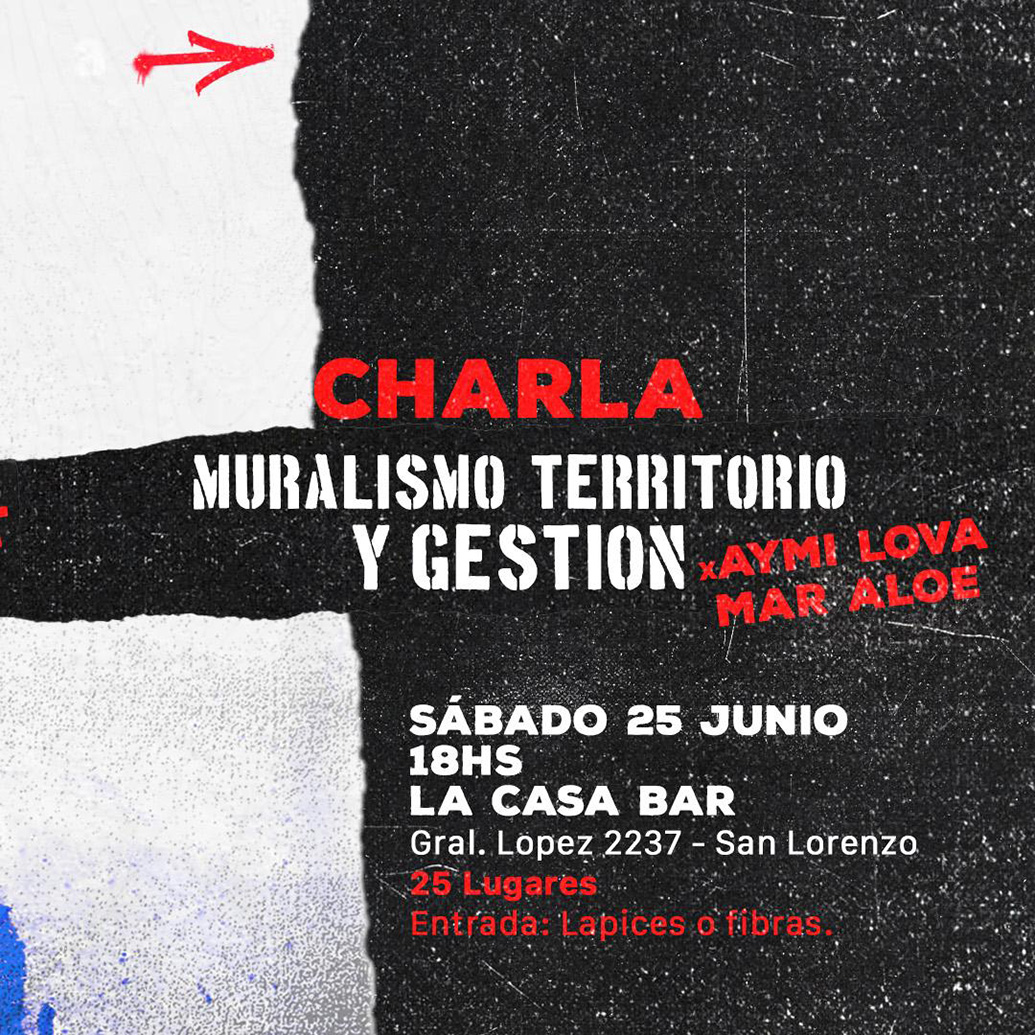 CHARLA
MURALISMO TERRITORIO
Y GESTION
xAYMI LOVA
MAR ALOE
SÁBADO 25 JUNIO
18HS
LA CASA BAR
Gral. Lopez 2237 - San Lorenzo
25 Lugares
Entrada: Lapices o fibras.